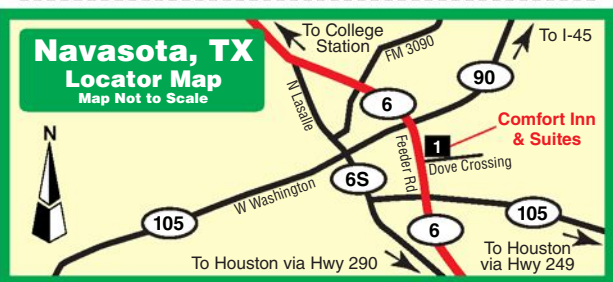 Navasota, TX
Locator Map
Map Not to Scale
To College
Station
FM 3090
To I-45
N
N Lasalle
6
90
Comfort Inn
& Suites
1
Feeder Rd
Dove Crossing
W Washington
6S
105
105
6
To Houston via Hwy 290
To Houston
via Hwy 249